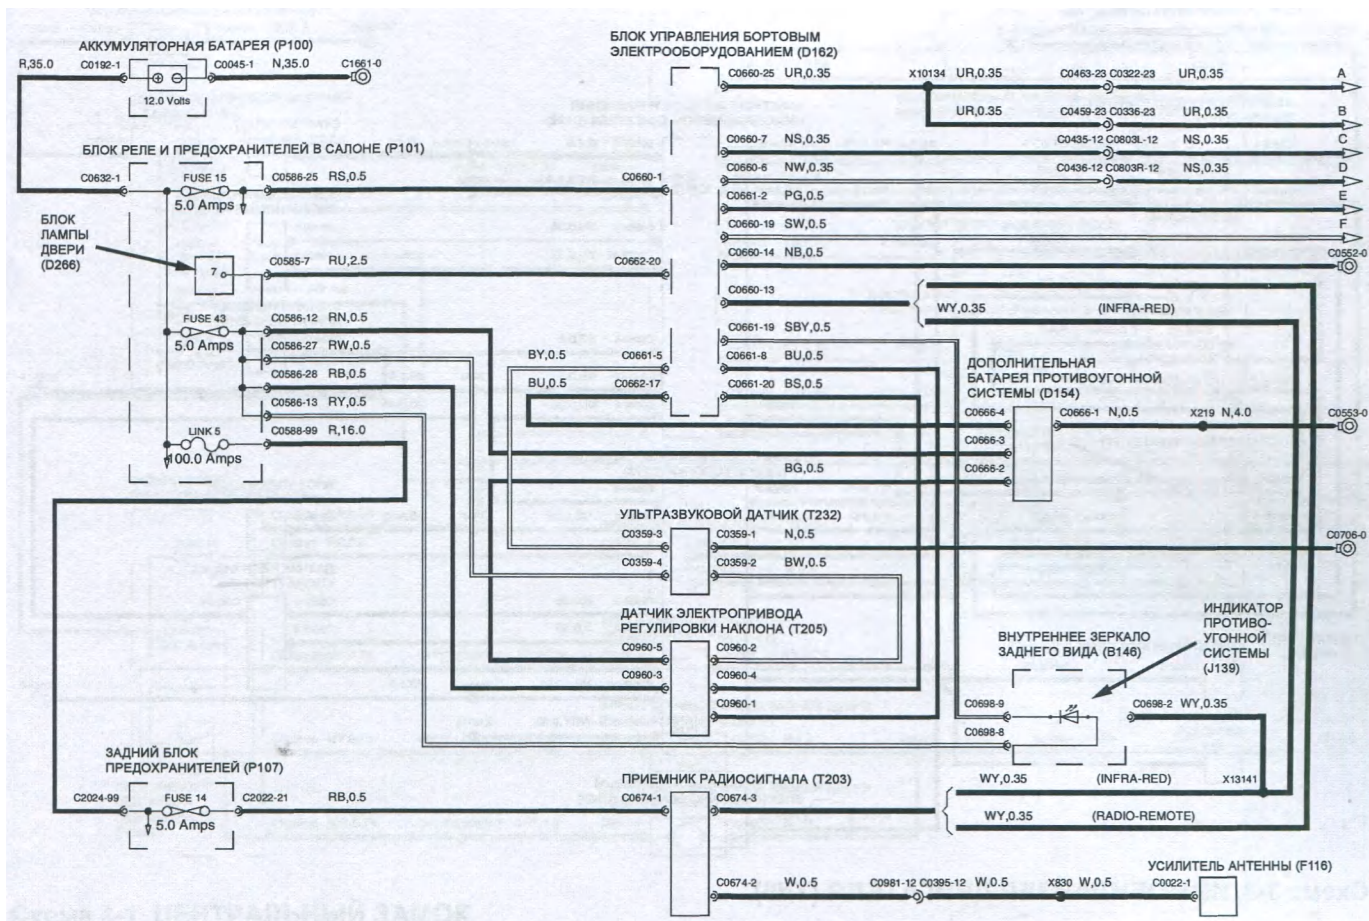 АККУМУЛЯТОРНАЯ БАТАРЕЯ (P100)
R,35.0 C0192-1 C0045-1 N,35.0 C1661-0
12.0 Volts
БЛОК УПРАВЛЕНИЯ БОРТОВЫМ
ЭЛЕКТРООБОРУДОВАНИЕМ (D162)
C0660-25 UR,0.35 X10134 UR,0.35 C0463-23 C0322-23 UR,0.35 A
UR,0.35 C0459-23 C0336-23 UR,0.35 B
C0660-7 NS,0.35 C0435-12 C0803L-12 NS,0.35 C
C0660-6 NW,0.35 C0436-12 C0803R-12 NS,0.35 D
C0661-2 PG,0.5 E
C0660-19 SW,0.5 F
C0660-14 NB,0.5 C0552-0
C0660-13
WY,0.35 (INFRA-RED)
C0661-19 SBY,0.5
C0661-8 BU,0.5
C0661-20 BS,0.5
БЛОК РЕЛЕ И ПРЕДОХРАНИТЕЛЕЙ В САЛОНЕ (P101)
C0632-1 FUSE 15 C0586-25 RS,0.5 C0660-1
5.0 Amps
БЛОК
ЛАМПЫ
ДВЕРИ
(D266)
7 C0585-7 RU,2.5 C0662-20
FUSE 43 C0586-12 RN,0.5
5.0 Amps
C0586-27 RW,0.5
C0586-28 RB,0.5
C0586-13 RY,0.5
LINK 5 C0588-99 R,16.0
100.0 Amps
BY,0.5 C0661-5
BU,0.5 C0662-17
ДОПОЛНИТЕЛЬНАЯ
БАТАРЕЯ ПРОТИВОУГОННОЙ
СИСТЕМЫ (D154)
C0666-4 C0666-1 N,0.5 X219 N,4.0 C0553-0
C0666-3
C0666-2
BG,0.5
УЛЬТРАЗВУКОВОЙ ДАТЧИК (T232)
C0359-3 C0359-1 N,0.5 C0706-0
C0359-4 C0359-2 BW,0.5
ДАТЧИК ЭЛЕКТРОПРИВОДА
РЕГУЛИРОВКИ НАКЛОНА (T205)
C0960-5 C0960-2
C0960-3 C0960-4
C0960-1
ВНУТРЕННЕЕ ЗЕРКАЛО
ЗАДНЕГО ВИДА (B146)
ИНДИКАТОР
ПРОТИВО-
УГОННОЙ
СИСТЕМЫ
(J139)
C0698-9 C0698-2 WY,0.35
C0698-8
ЗАДНИЙ БЛОК
ПРЕДОХРАНИТЕЛЕЙ (P107)
C2024-99 FUSE 14 C2022-21 RB,0.5
5.0 Amps
ПРИЕМНИК РАДИОСИГНАЛА (T203)
C0674-1 C0674-3
WY,0.35 (INFRA-RED) X13141
WY,0.35 (RADIO-REMOTE)
УСИЛИТЕЛЬ АНТЕННЫ (F116)
C0674-2 W,0.5 C0981-12 C0395-12 W,0.5 X830 W,0.5 C0022-1